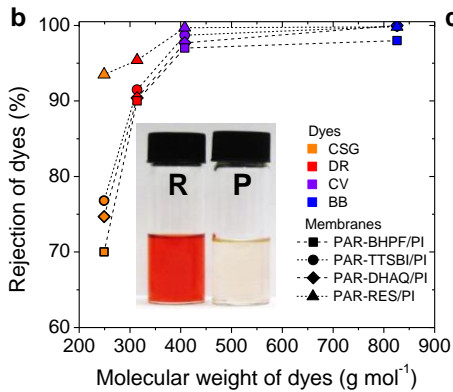 b
c
Rejection of dyes (%)
100
90
80
70
60
R P
Dyes
CSG
DR
CV
BB
Membranes
PAR-BHPF/PI
PAR-TTSBI/PI
PAR-DHAQ/PI
PAR-RES/PI
200 300 400 500 600 700 800 900
Molecular weight of dyes (g mol⁻¹)